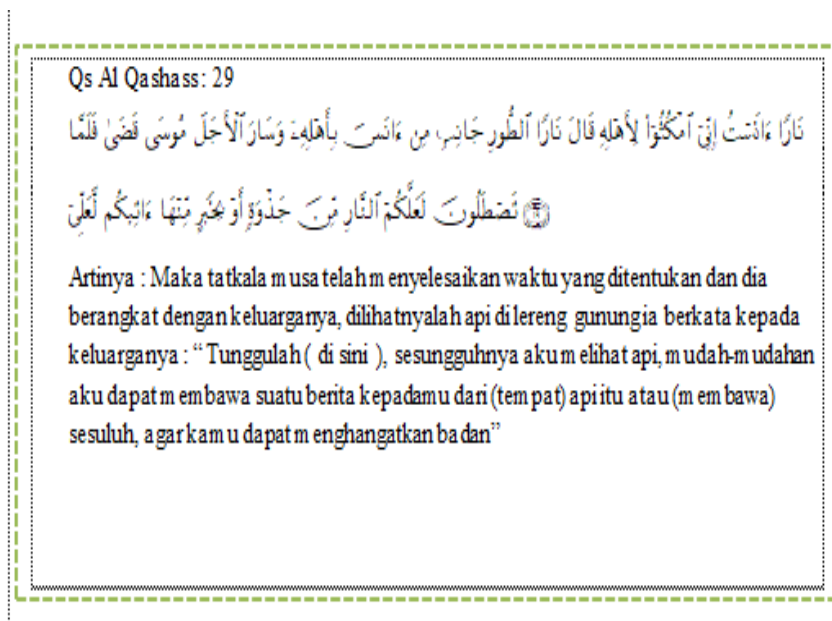 Qs Al Qashass: 29
نَارًا ءَانَسْتُ إِنِّىٓ ٱمْكُثُوٓا۟ لِأَهْلِهِ قَالَ نَارًا ٱلطُّورِ جَانِبِ مِن ءَانَسَ بِأَهْلِهِۦٓ وَسَارَ ٱلْأَجَلَ مُوسَى قَضَىٰ فَلَمَّا
۝ تَصْطَلُونَ لَعَلَّكُمْ ٱلنَّارِ مِّنَ جَذْوَةٍ أَوْ بِخَبَرٍ مِّنْهَا ءَاتِيكُم لَّعَلِّىٓ
Artinya : Maka tatkala musa telah menyelesaikan waktu yang ditentukan dan dia
berangkat dengan keluarganya, dilihatnyalah api di lereng gunung ia berkata kepada
keluarganya : “ Tunggulah ( di sini ), sesungguhnya aku melihat api, mudah-mudahan
aku dapat membawa suatu berita kepadamu dari (tempat) api itu atau (membawa)
sesuluh, agar kamu dapat menghangatkan badan”